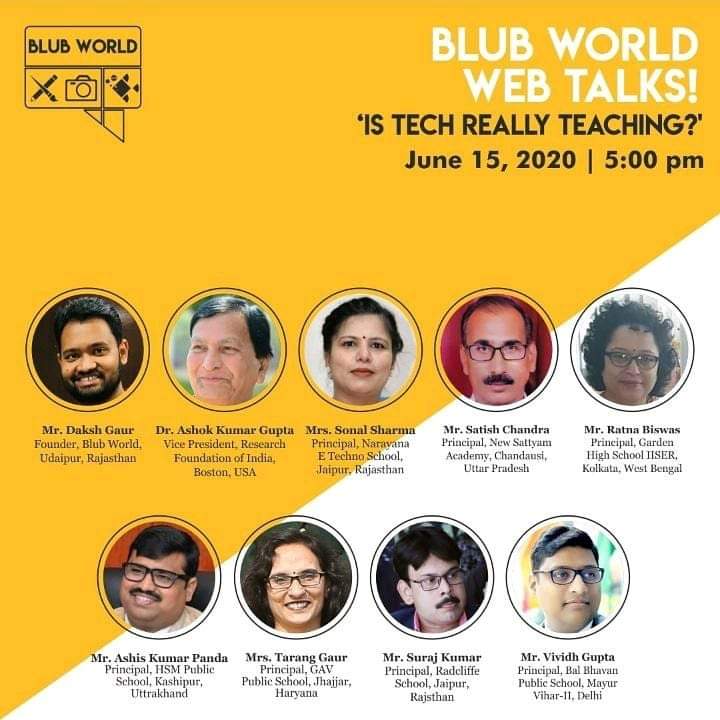 BLUB WORLD
BLUB WORLD
WEB TALKS!
‘IS TECH REALLY TEACHING?'
June 15, 2020 | 5:00 pm
Mr. Daksh Gaur
Founder, Blub World,
Udaipur, Rajasthan
Dr. Ashok Kumar Gupta
Vice President, Research
Foundation of India,
Boston, USA
Mrs. Sonal Sharma
Principal, Narayana
E Techno School,
Jaipur, Rajasthan
Mr. Satish Chandra
Principal, New Sattyam
Academy, Chandausi,
Uttar Pradesh
Mr. Ratna Biswas
Principal, Garden
High School IISER,
Kolkata, West Bengal
Mr. Ashis Kumar Panda
Principal, HSM Public
School, Kashipur,
Uttrakhand
Mrs. Tarang Gaur
Principal, GAV
Public School, Jhajjar,
Haryana
Mr. Suraj Kumar
Principal, Radcliffe
School, Jaipur,
Rajsthan
Mr. Vividh Gupta
Principal, Bal Bhavan
Public School, Mayur
Vihar-II, Delhi